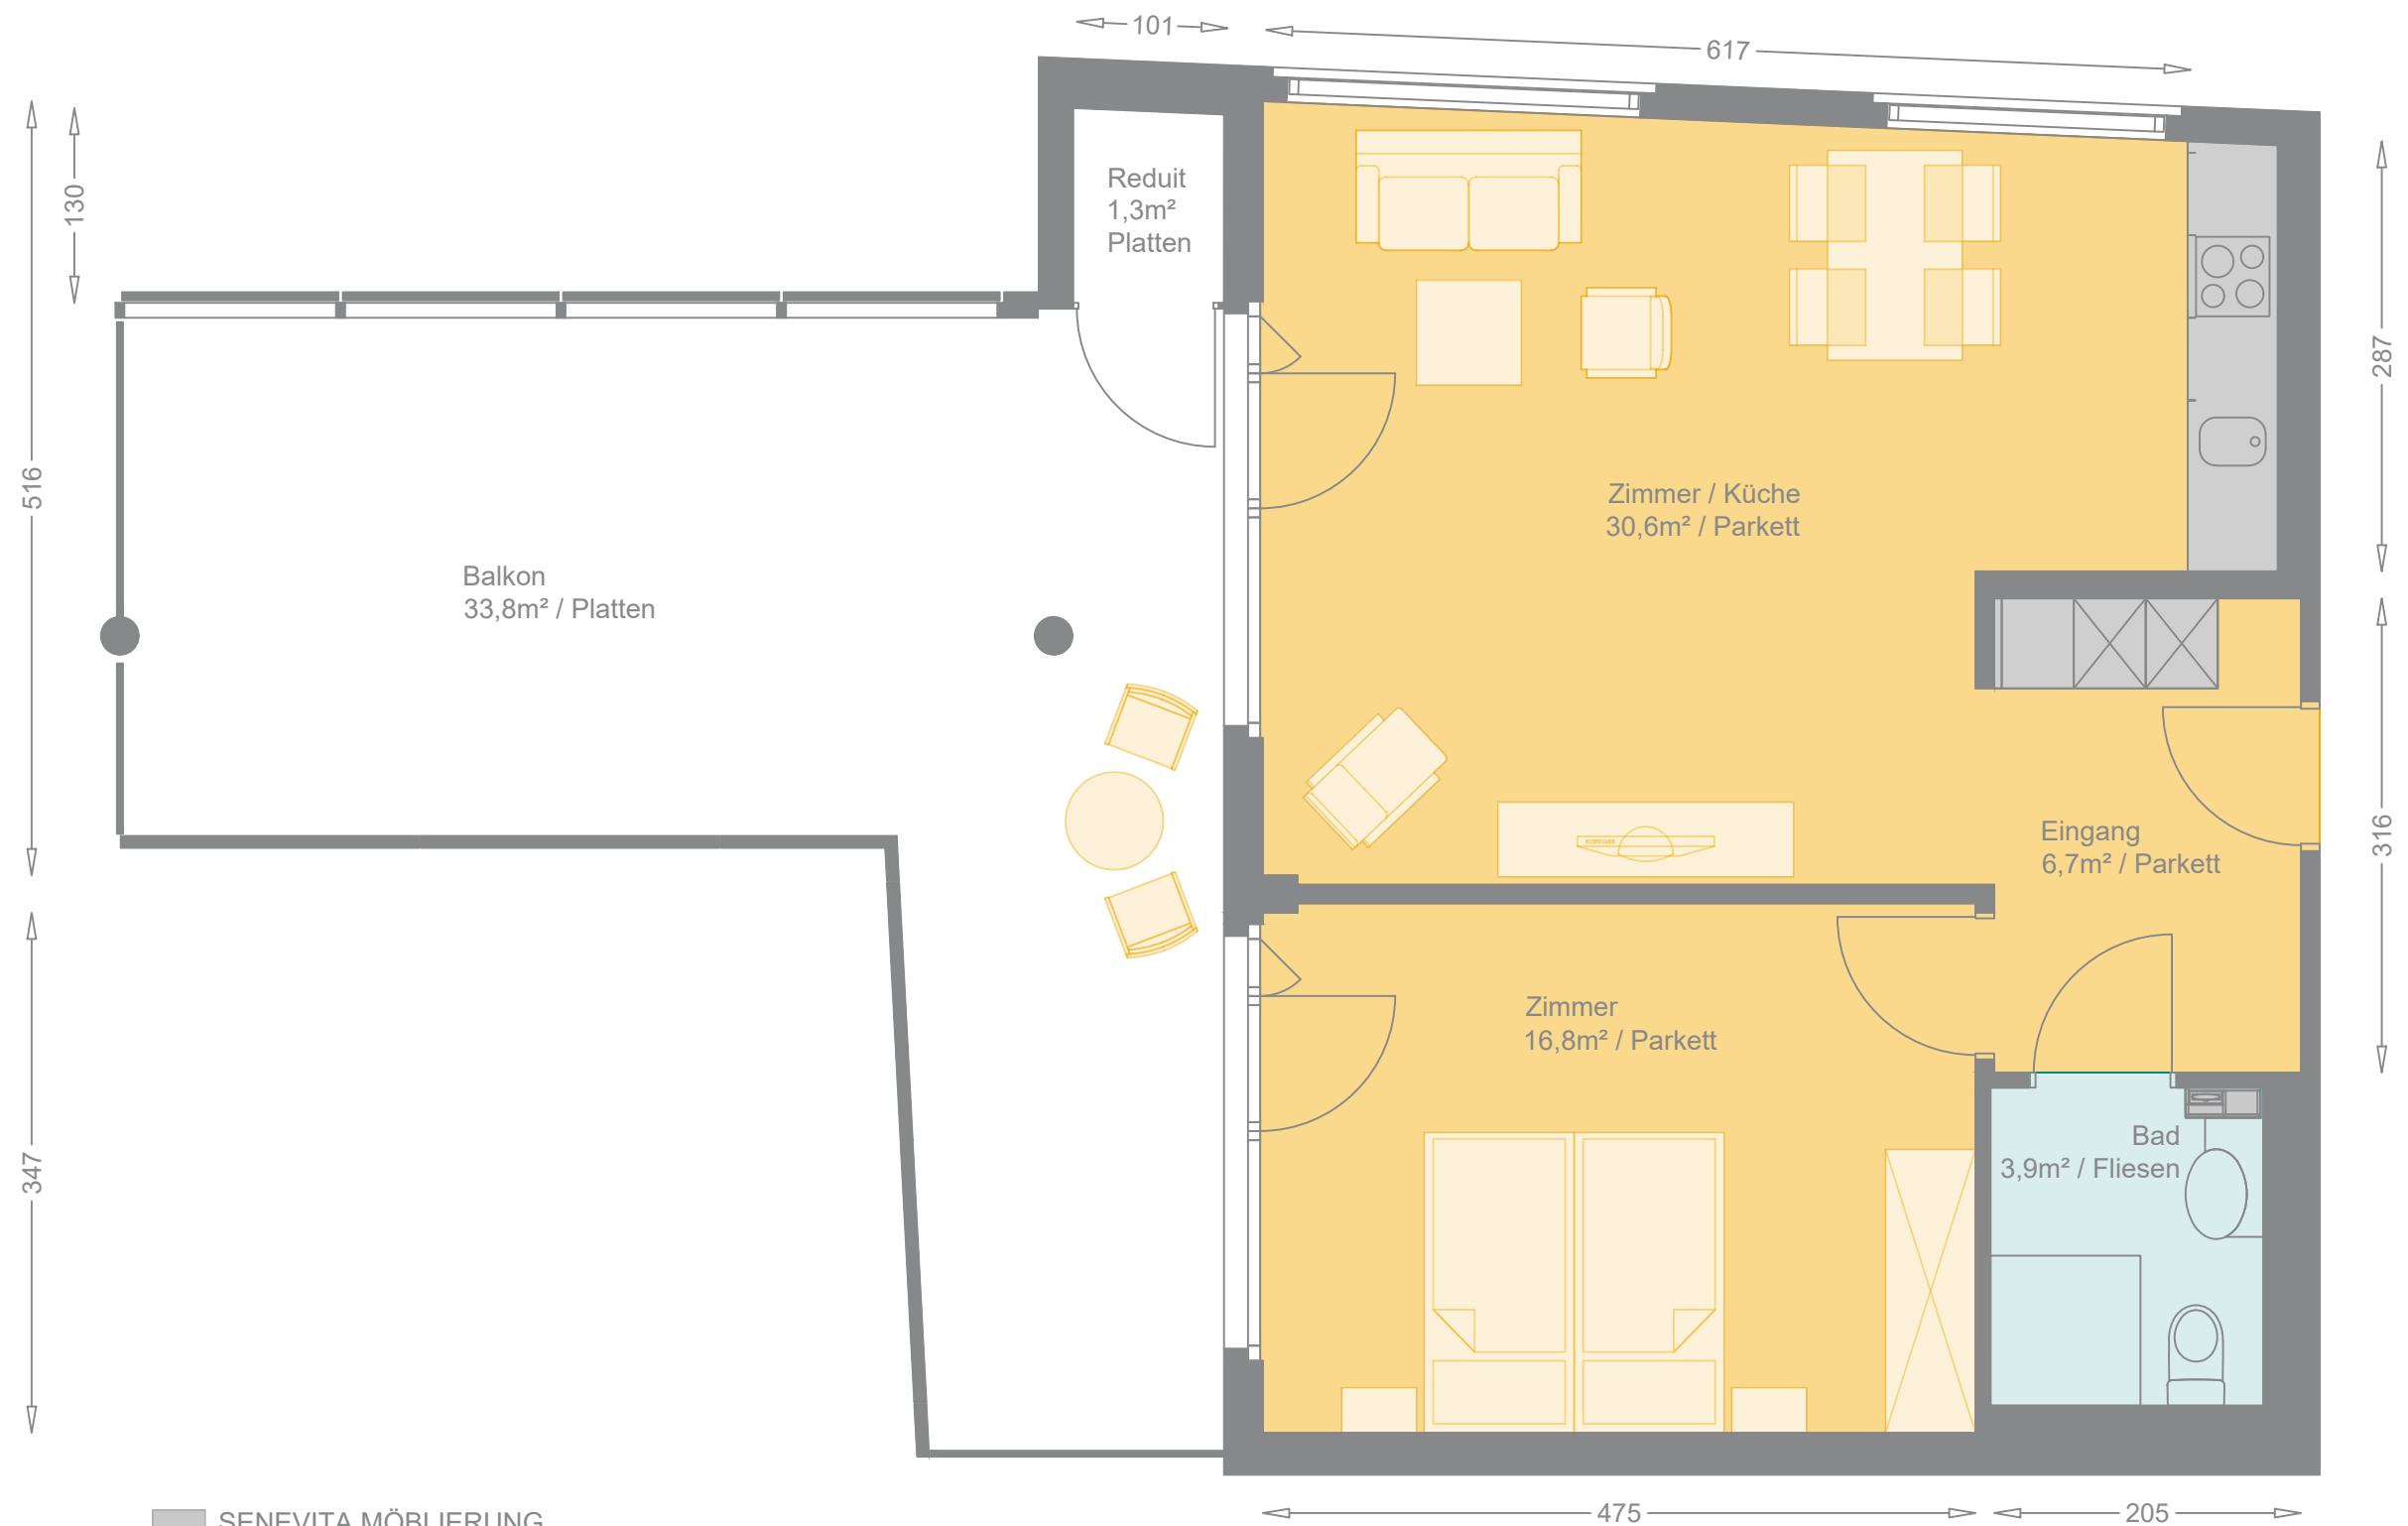 101
617
130
Reduit
1,3m²
Platten
516
287
Zimmer / Küche
30,6m² / Parkett
Balkon
33,8m² / Platten
Eingang
6,7m² / Parkett
316
Zimmer
16,8m² / Parkett
Bad
3,9m² / Fliesen
347
475
205
SENEVITA MÖBLIERUNG